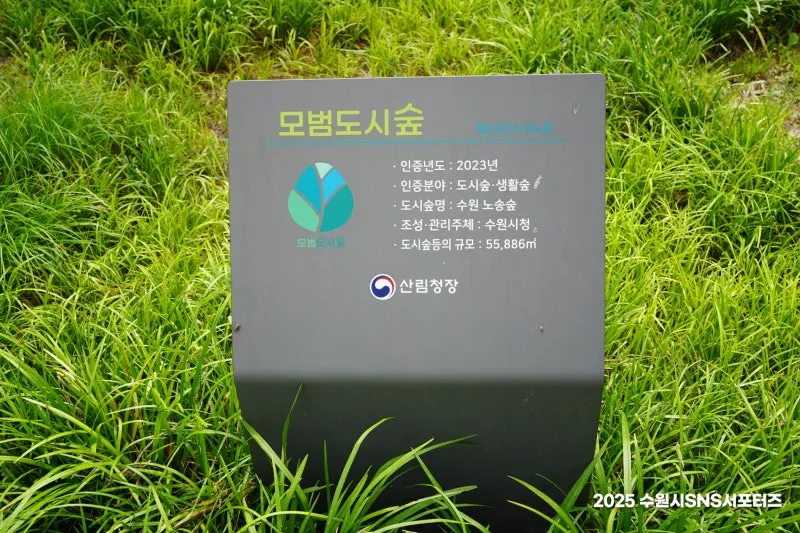 모범도시숲
· 인증년도 : 2023년
· 인증분야 : 도시숲·생활숲
· 도시숲명 : 수원 노송숲
· 조성·관리주체 : 수원시청
· 도시숲등의 규모 : 55,886㎡
모범도시숲
산림청장
2025 수원시SNS서포터즈